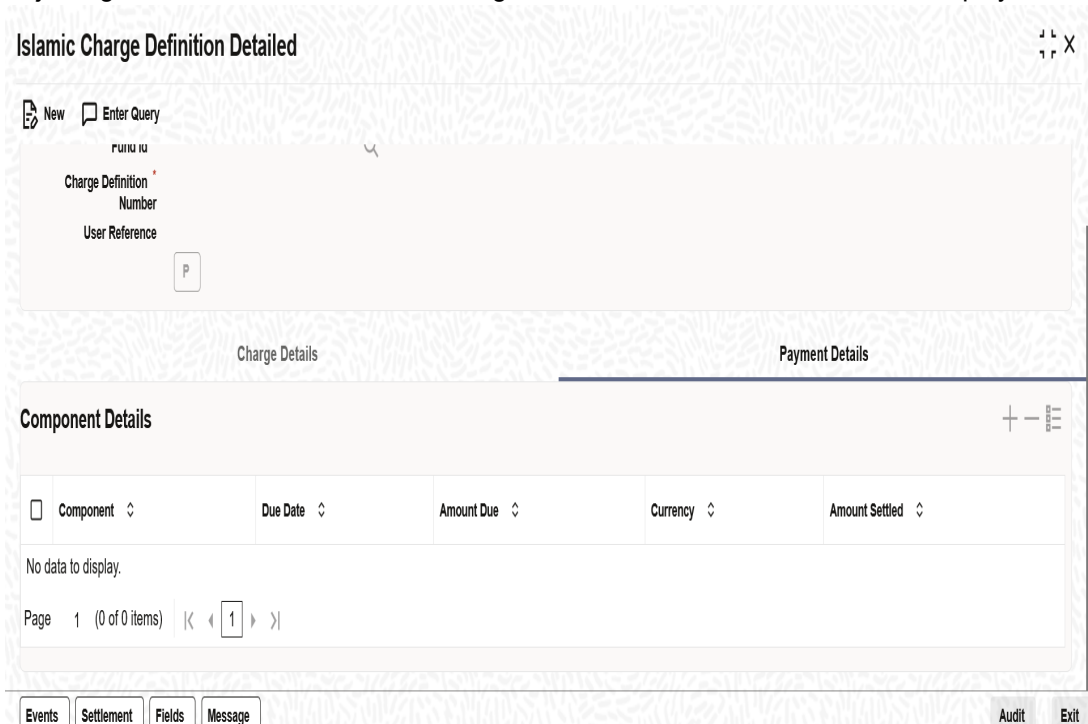 Islamic Charge Definition Detailed
New Enter Query
Fund Id
Charge Definition *
Number
User Reference
P
Charge Details Payment Details
Component Details
Component Due Date Amount Due Currency Amount Settled
No data to display.
Page 1 (0 of 0 items) 1
Events Settlement Fields Message Audit Exit